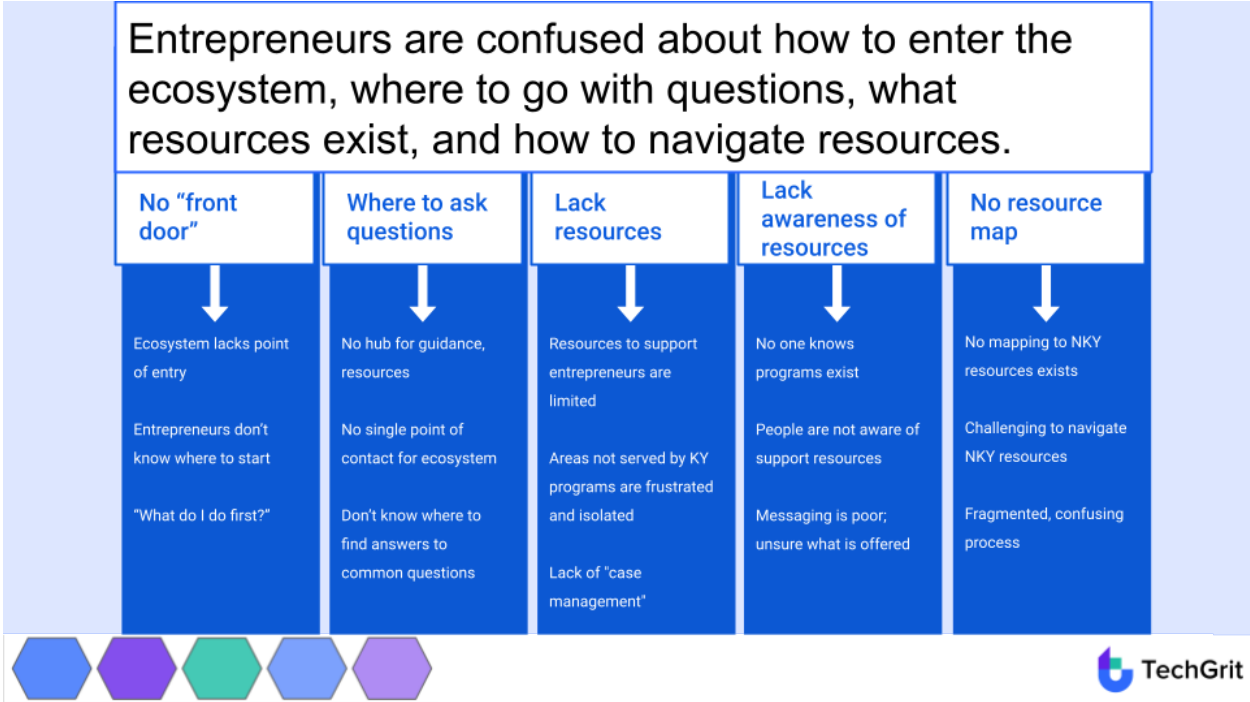 Entrepreneurs are confused about how to enter the
ecosystem, where to go with questions, what
resources exist, and how to navigate resources.
No “front
door”
Ecosystem lacks point
of entry
Entrepreneurs don’t
know where to start
“What do I do first?”
Where to ask
questions
No hub for guidance,
resources
No single point of
contact for ecosystem
Don’t know where to
find answers to
common questions
Lack
resources
Resources to support
entrepreneurs are
limited
Areas not served by KY
programs are frustrated
and isolated
Lack of "case
management"
Lack
awareness of
resources
No one knows
programs exist
People are not aware of
support resources
Messaging is poor;
unsure what is offered
No resource
map
No mapping to NKY
resources exists
Challenging to navigate
NKY resources
Fragmented, confusing
process
TechGrit